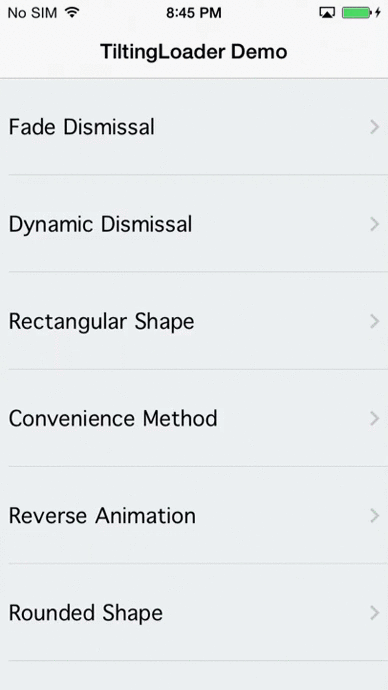 No SIM 8:45 PM
TiltingLoader Demo
Fade Dismissal
Dynamic Dismissal
Rectangular Shape
Convenience Method
Reverse Animation
Rounded Shape